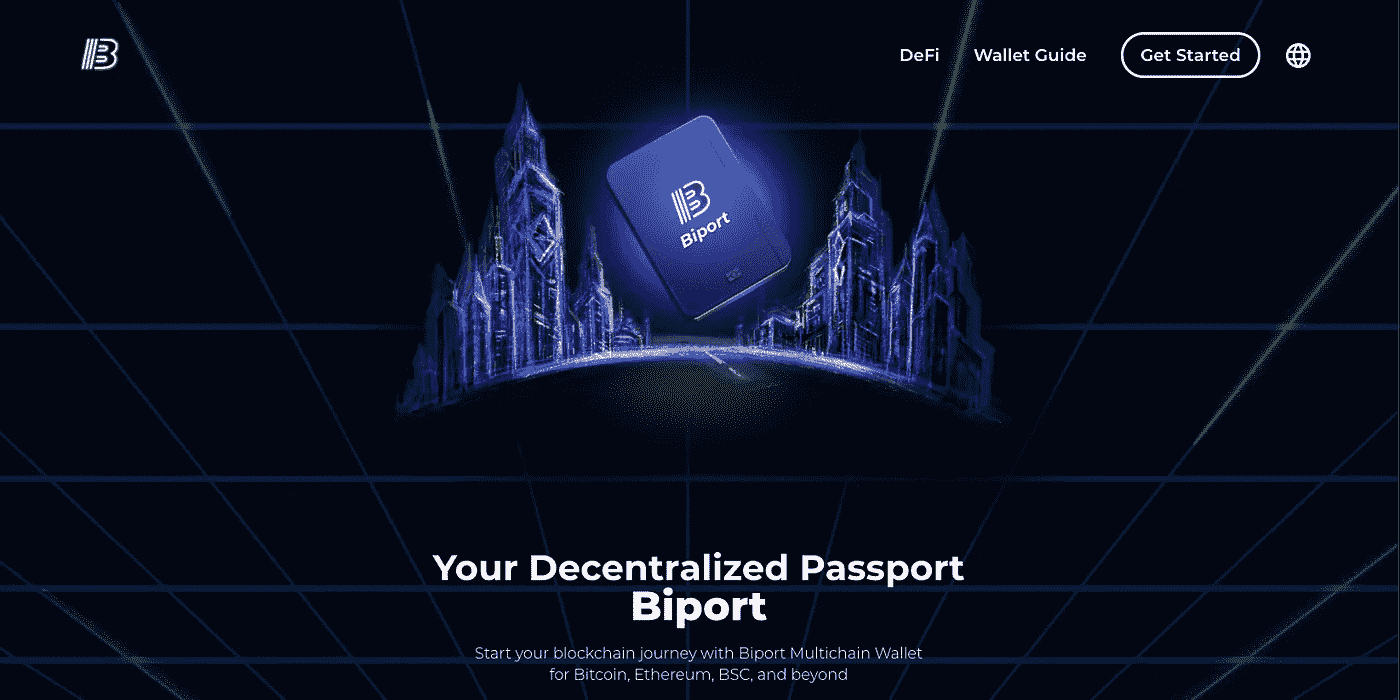 DeFi
Wallet Guide
Get Started
Biport
Your Decentralized Passport
Biport
Start your blockchain journey with Biport Multichain Wallet
for Bitcoin, Ethereum, BSC, and beyond